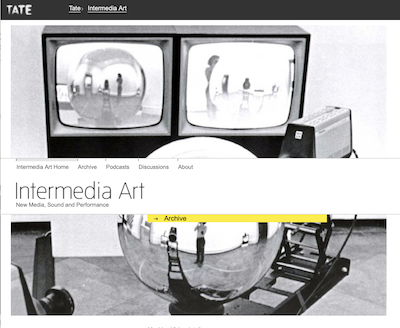 TATE Tate› Intermedia Art
Intermedia Art Home Archive Podcasts Discussions About
Intermedia Art
New Media, Sound and Performance
→ Archive